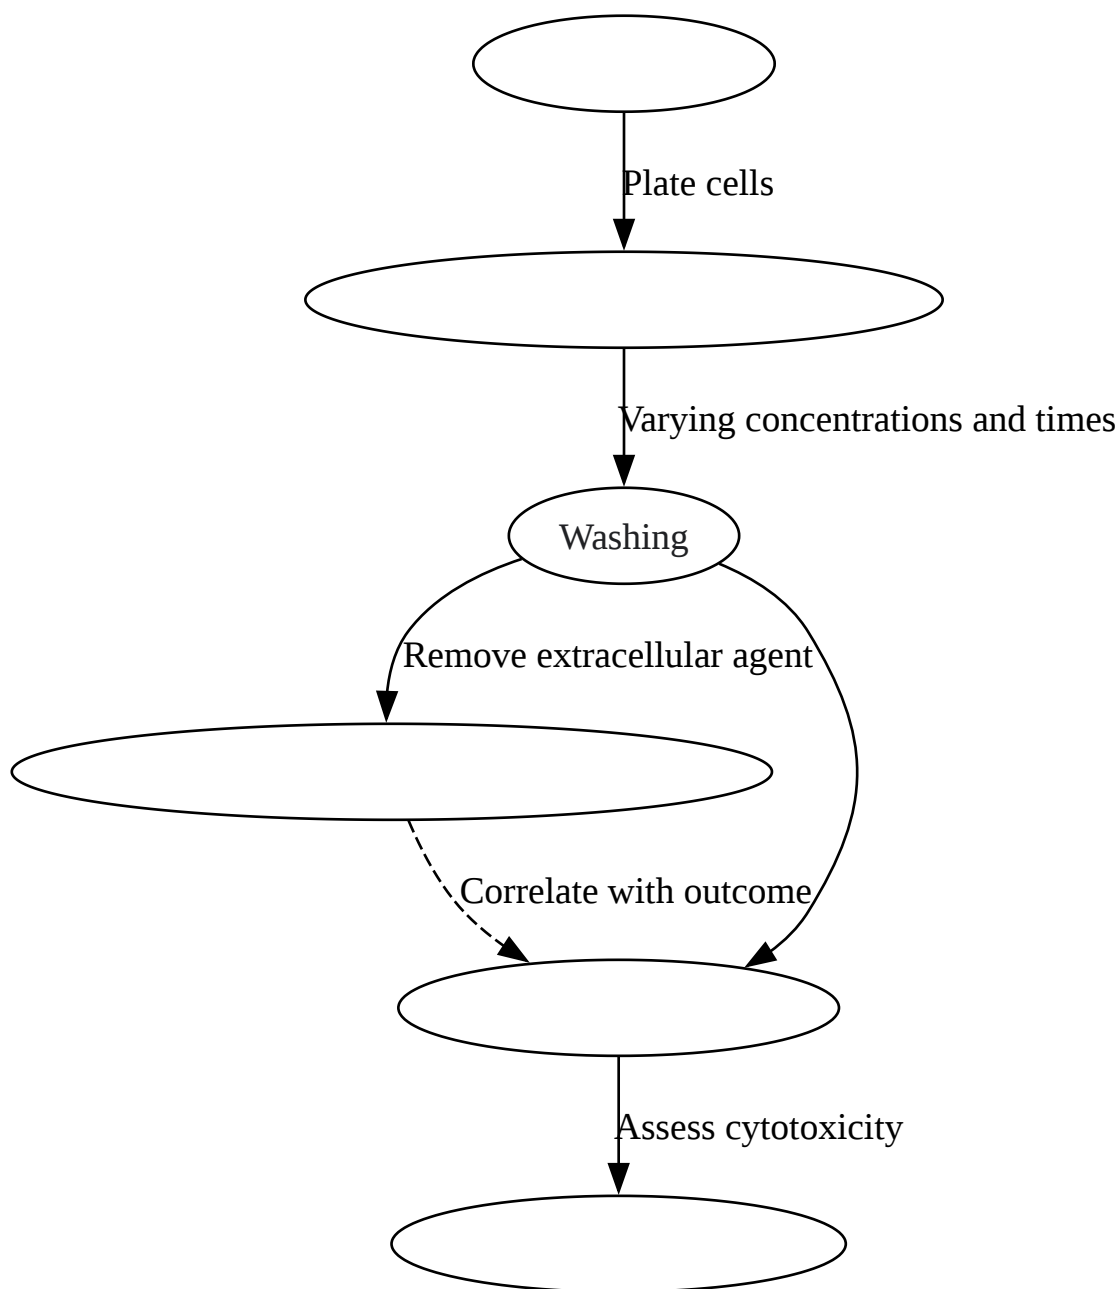 Plate cells
Varying concentrations and times
Washing
Remove extracellular agent
Correlate with outcome
Assess cytotoxicity